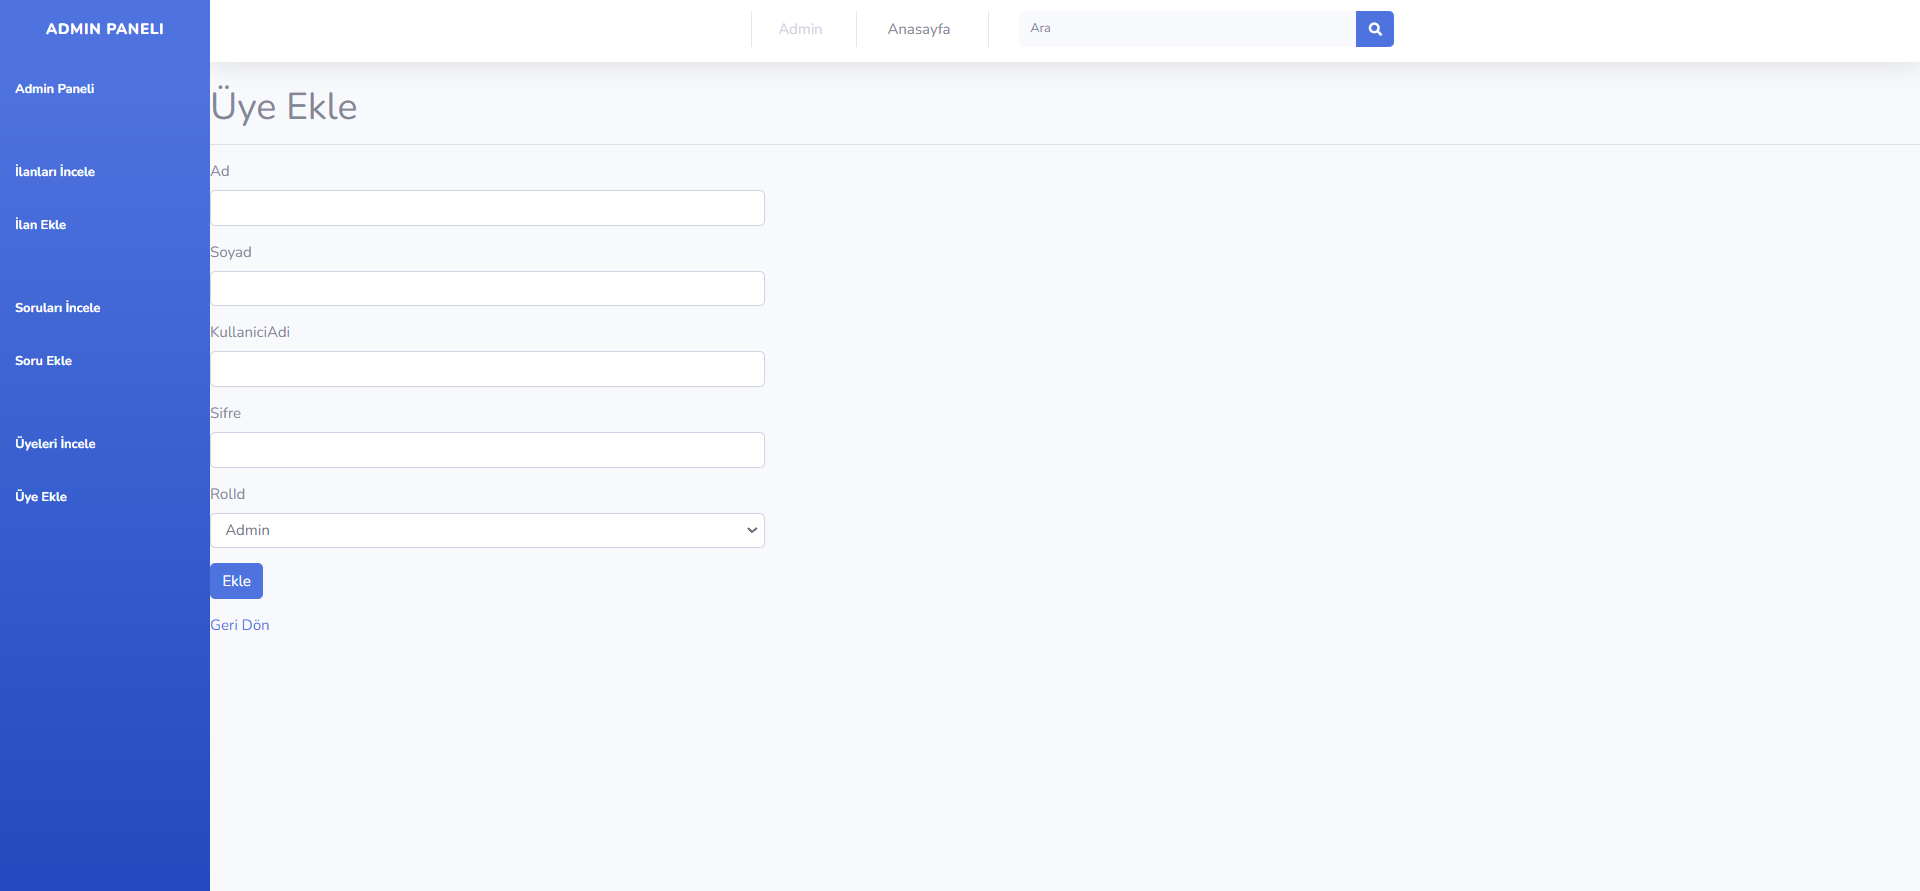 ADMIN PANELI
Admin Paneli
İlanları İncele
İlan Ekle
Soruları İncele
Soru Ekle
Üyeleri İncele
Üye Ekle
Admin
Anasayfa
Ara
Üye Ekle
Ad
Soyad
KullaniciAdi
Sifre
RolId
Admin
Ekle
Geri Dön